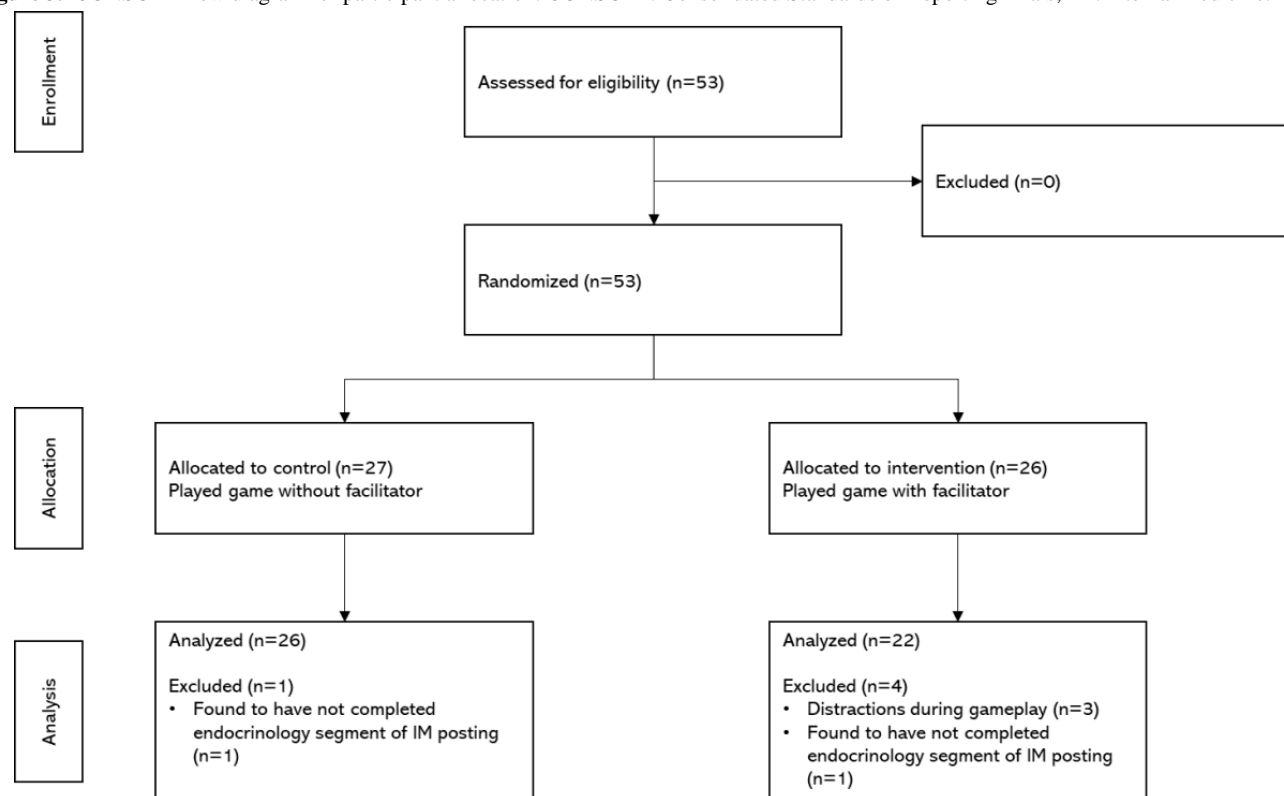 Enrollment
Assessed for eligibility (n=53)
Excluded (n=0)
Randomized (n=53)
Allocation
Allocated to control (n=27)
Played game without facilitator
Allocated to intervention (n=26)
Played game with facilitator
Analysis
Analyzed (n=26)
Excluded (n=1)
• Found to have not completed
endocrinology segment of IM posting
(n=1)
Analyzed (n=22)
Excluded (n=4)
• Distractions during gameplay (n=3)
• Found to have not completed
endocrinology segment of IM posting
(n=1)